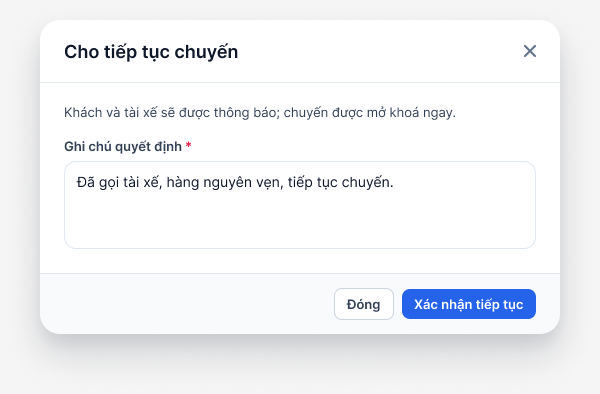 Cho tiếp tục chuyến
Khách và tài xế sẽ được thông báo; chuyến được mở khoá ngay.
Ghi chú quyết định *
Đã gọi tài xế, hàng nguyên vẹn, tiếp tục chuyến.
Đóng
Xác nhận tiếp tục